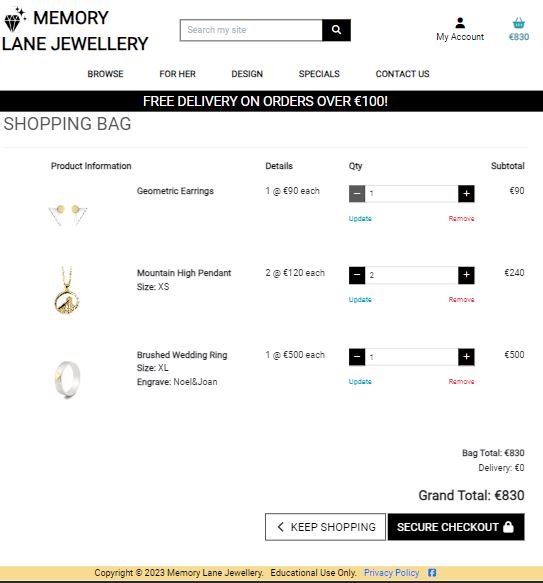 MEMORY
LANE JEWELLERY
Search my site
My Account
€830
BROWSE FOR HER DESIGN SPECIALS CONTACT US
FREE DELIVERY ON ORDERS OVER €100!
SHOPPING BAG
Product Information Details Qty Subtotal
Geometric Earrings 1 @ €90 each − 1 + €90
Update Remove
Mountain High Pendant 2 @ €120 each − 2 + €240
Size: XS
Update Remove
Brushed Wedding Ring 1 @ €500 each − 1 + €500
Size: XL
Engrave: Noel&Joan
Update Remove
Bag Total: €830
Delivery: €0
Grand Total: €830
KEEP SHOPPING SECURE CHECKOUT
Copyright © 2023 Memory Lane Jewellery. Educational Use Only. Privacy Policy